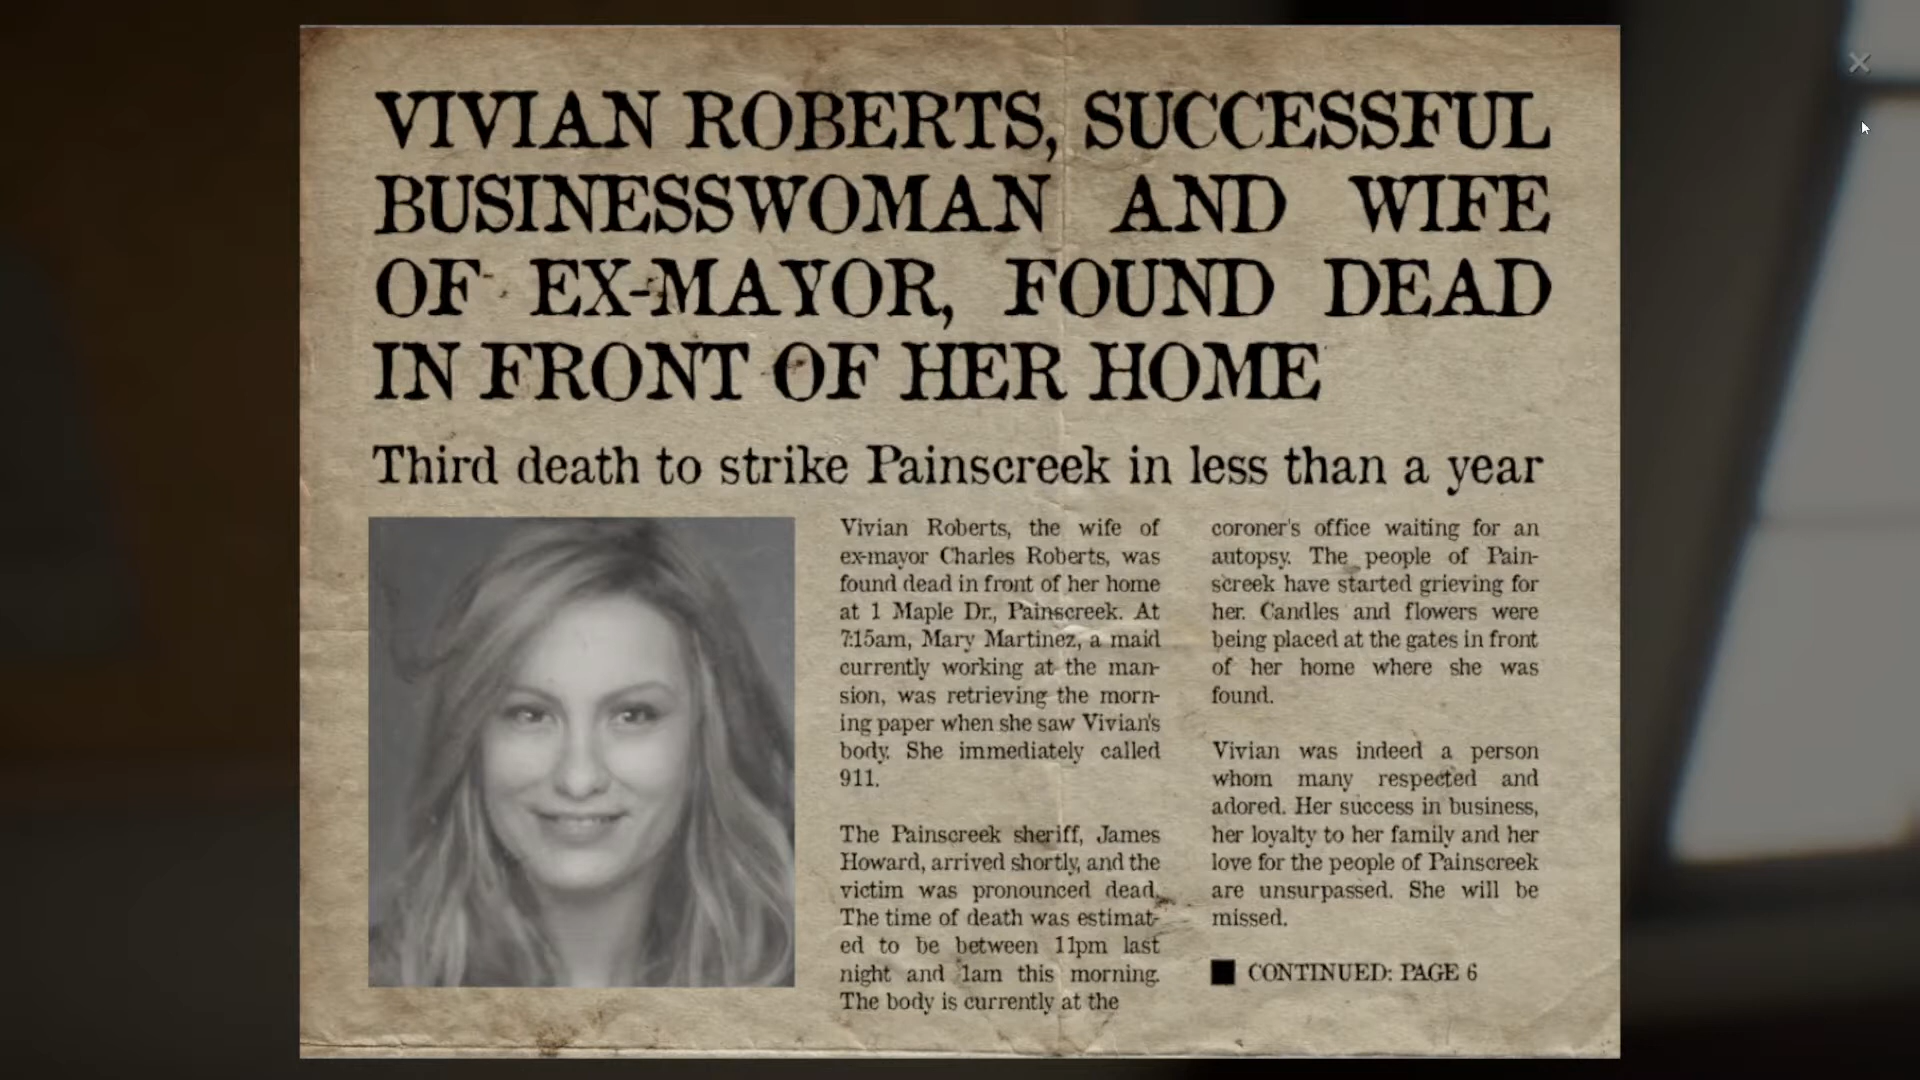 VIVIAN ROBERTS, SUCCESSFUL
BUSINESSWOMAN AND WIFE
OF EX-MAYOR, FOUND DEAD
IN FRONT OF HER HOME
Third death to strike Painscreek in less than a year
Vivian Roberts, the wife of
ex-mayor Charles Roberts, was
found dead in front of her home
at 1 Maple Dr., Painscreek. At
7:15am, Mary Martinez, a maid
currently working at the man-
sion, was retrieving the morn-
ing paper when she saw Vivian's
body. She immediately called
911.
The Painscreek sheriff, James
Howard, arrived shortly, and the
victim was pronounced dead.
The time of death was estimat-
ed to be between 11pm last
night and 1am this morning.
The body is currently at the
coroner's office waiting for an
autopsy. The people of Pain-
screek have started grieving for
her. Candles and flowers were
being placed at the gates in front
of her home where she was
found.
Vivian was indeed a person
whom many respected and
adored. Her success in business,
her loyalty to her family and her
love for the people of Painscreek
are unsurpassed. She will be
missed.
CONTINUED: PAGE 6